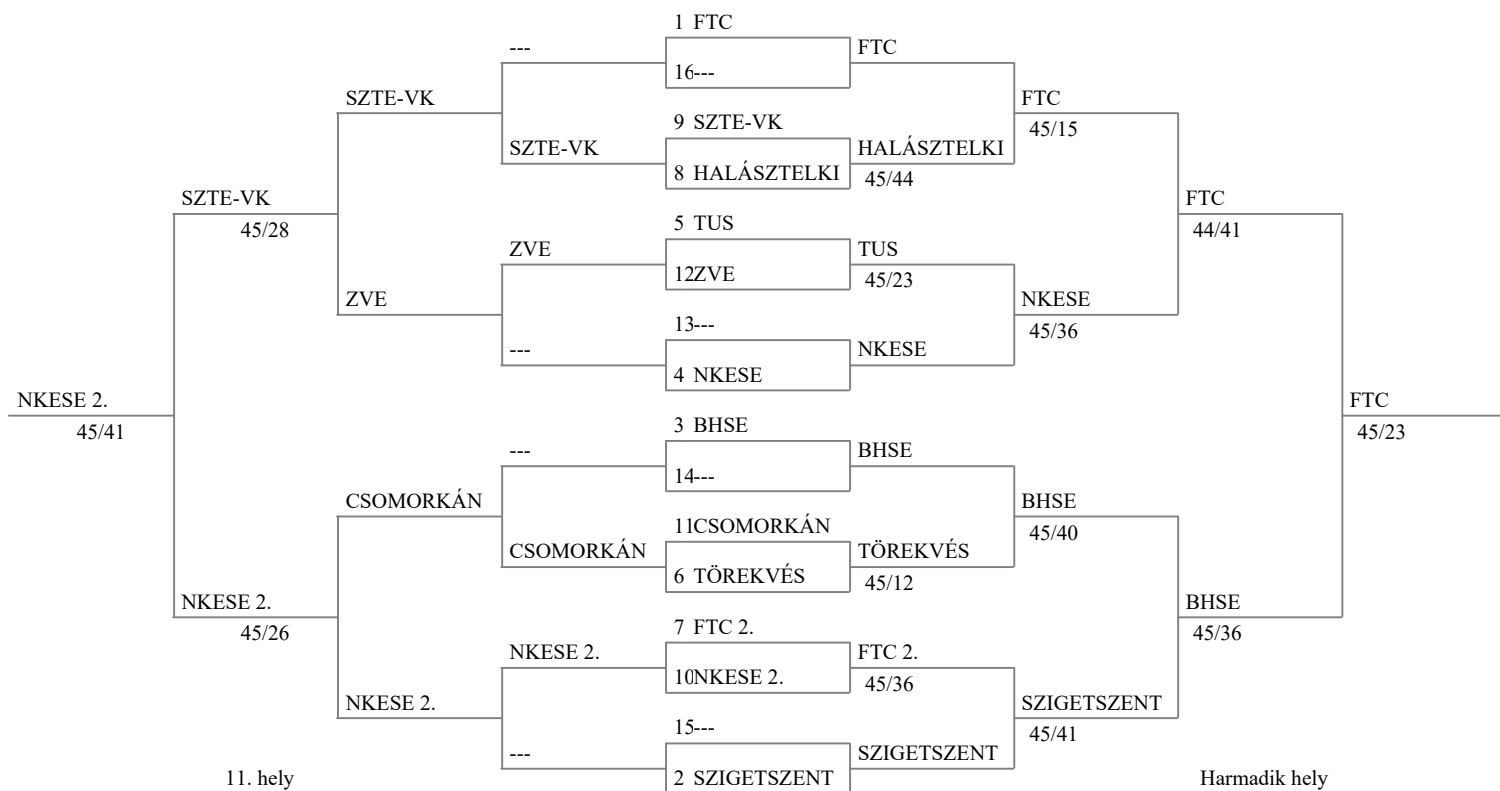 1 FTC
--- FTC
16---
SZTE-VK FTC
9 SZTE-VK 45/15
SZTE-VK HALÁSZTELKI
8 HALÁSZTELKI 45/44
SZTE-VK FTC
45/28 5 TUS 44/41
ZVE TUS
12ZVE 45/23
ZVE NKESE
13--- 45/36
--- NKESE
4 NKESE
NKESE 2. FTC
45/41 3 BHSE 45/23
--- BHSE
14---
CSOMORKÁN BHSE
11CSOMORKÁN 45/40
CSOMORKÁN TÖREKVÉS
6 TÖREKVÉS 45/12
NKESE 2. BHSE
45/26 7 FTC 2. 45/36
NKESE 2. FTC 2.
10NKESE 2. 45/36
NKESE 2. SZIGETSZENT
15--- 45/41
--- SZIGETSZENT
11. hely 2 SZIGETSZENT Harmadik hely